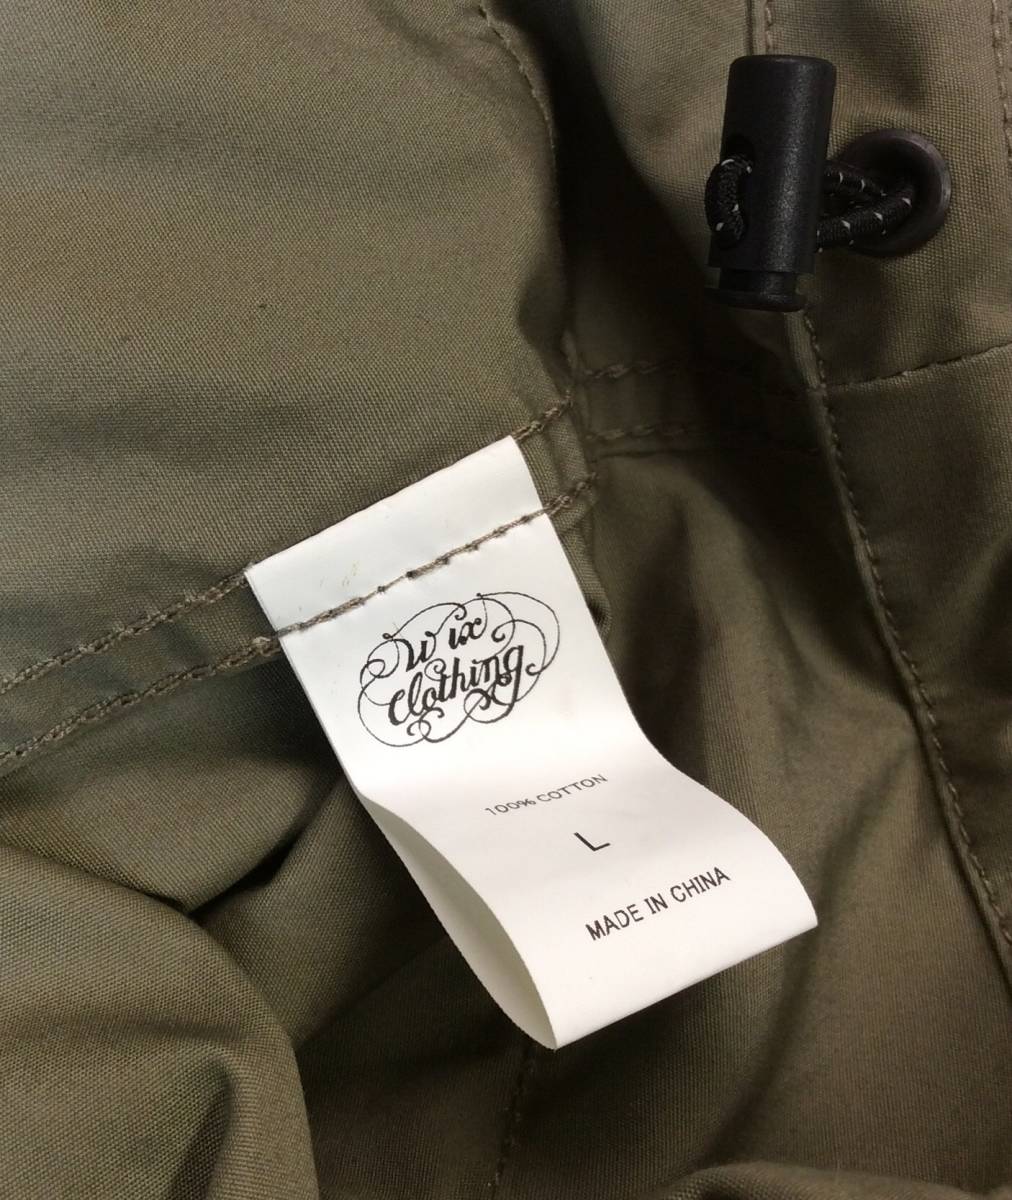 Wix
clothing
100% COTTON
L
MADE IN CHINA